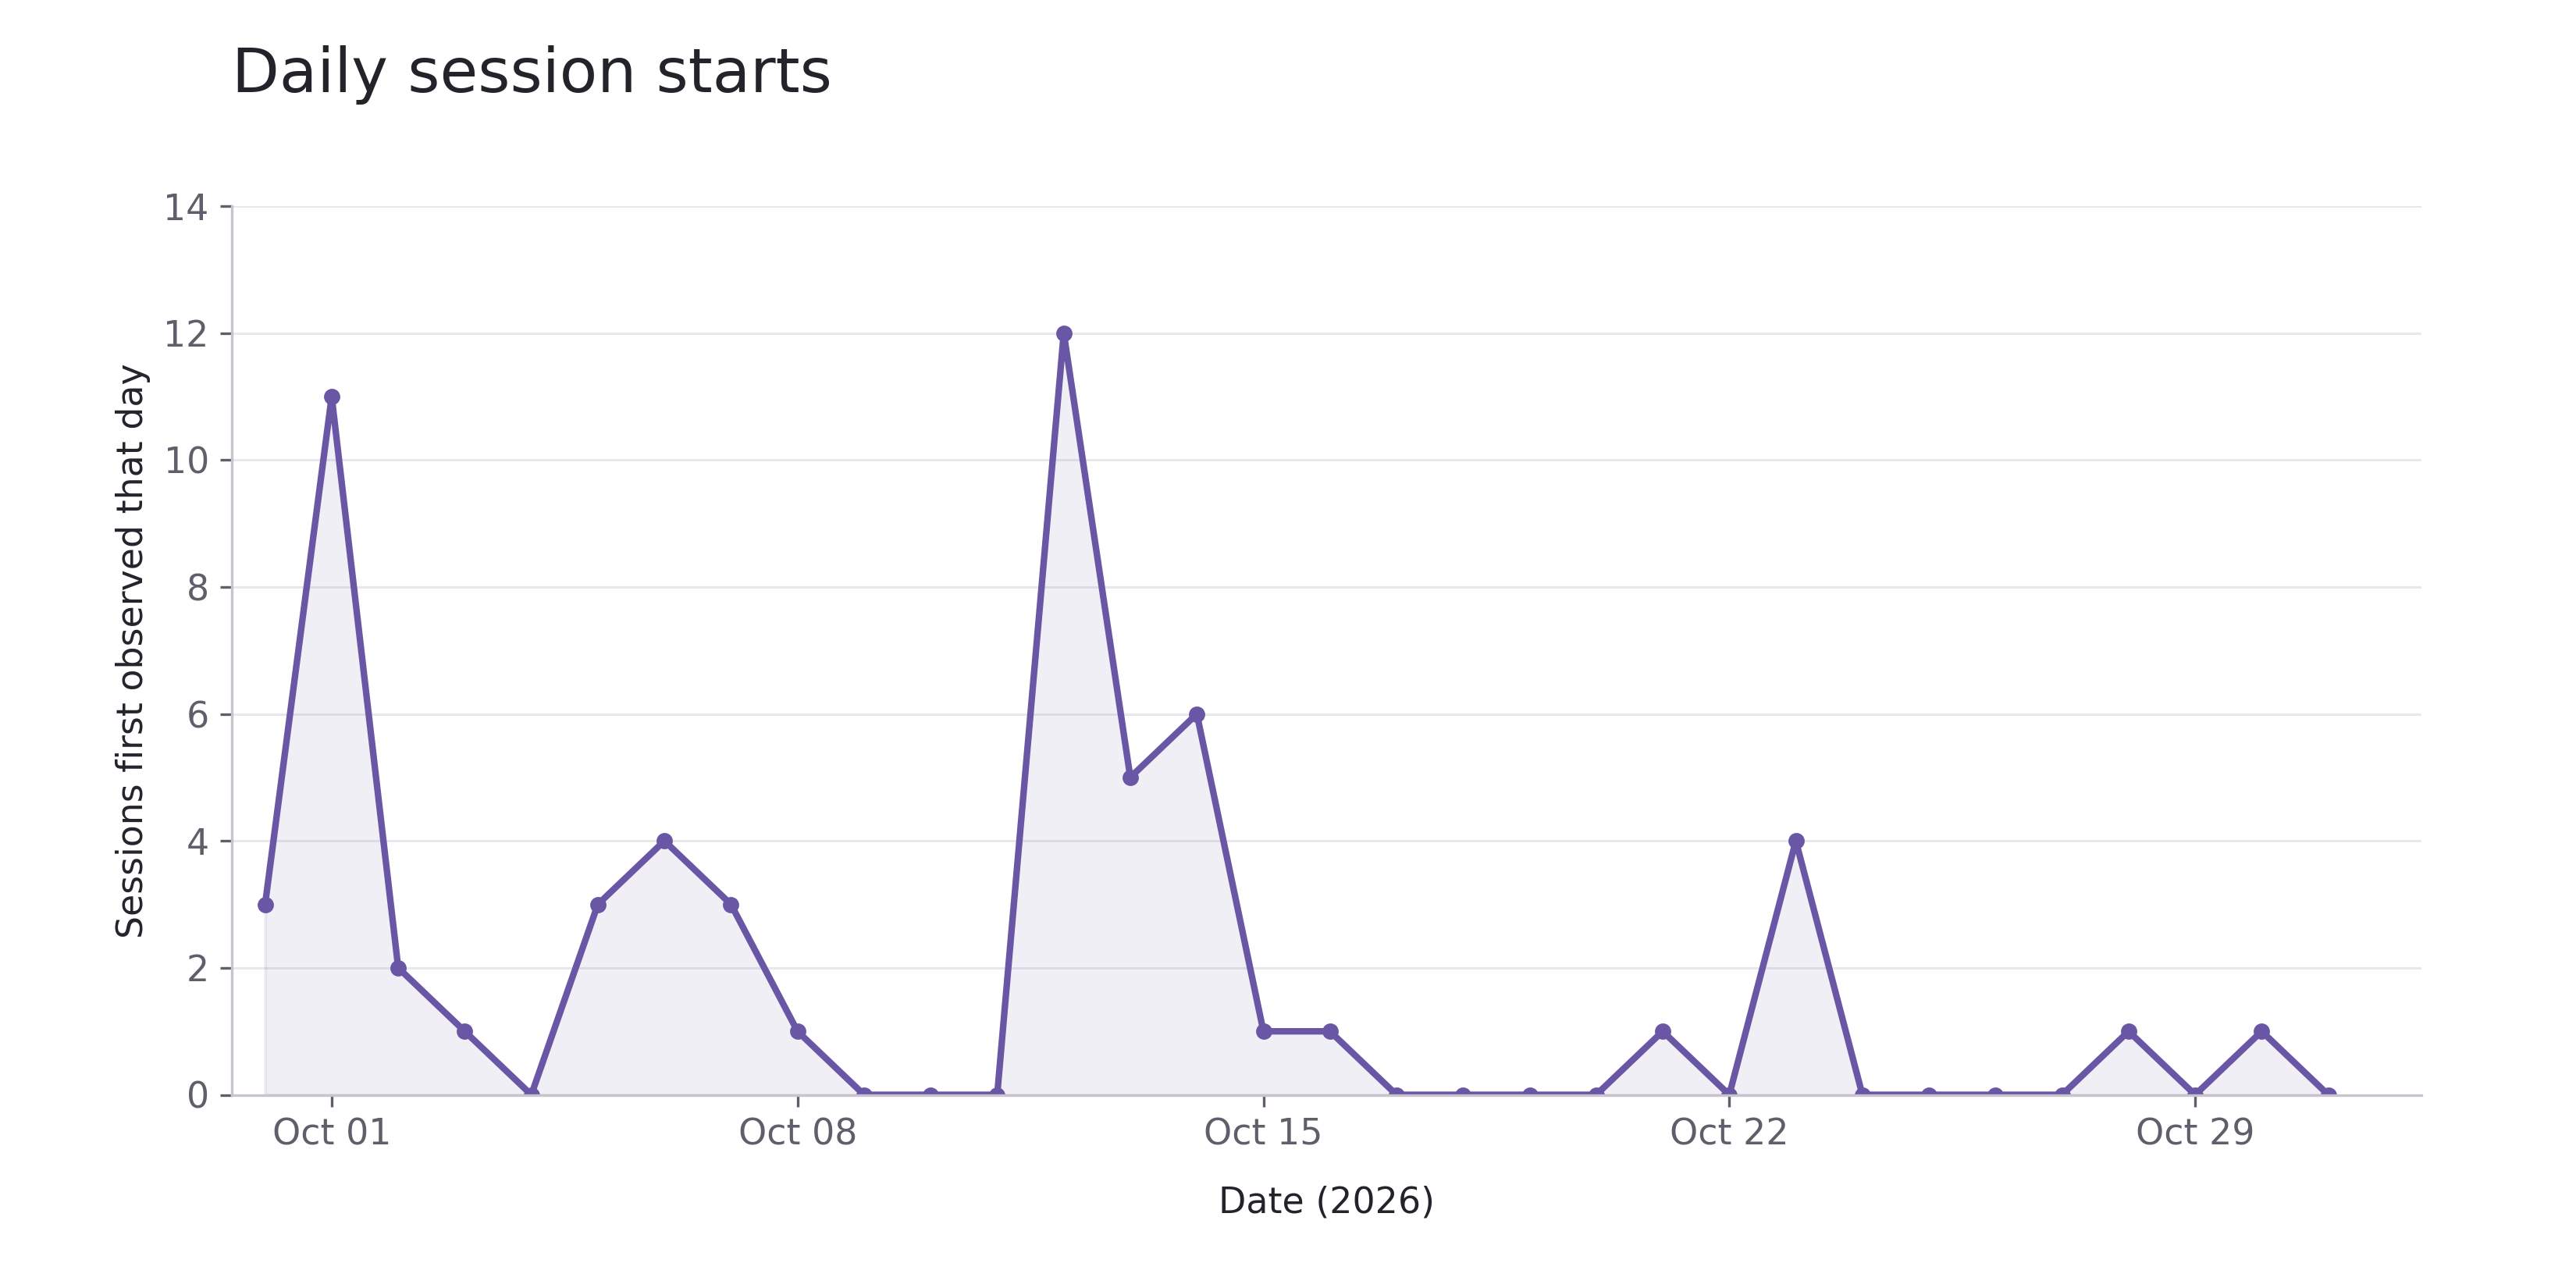 Daily session starts
Sessions first observed that day
14
12
10
8
6
4
2
0
Oct 01
Oct 08
Oct 15
Oct 22
Oct 29
Date (2026)